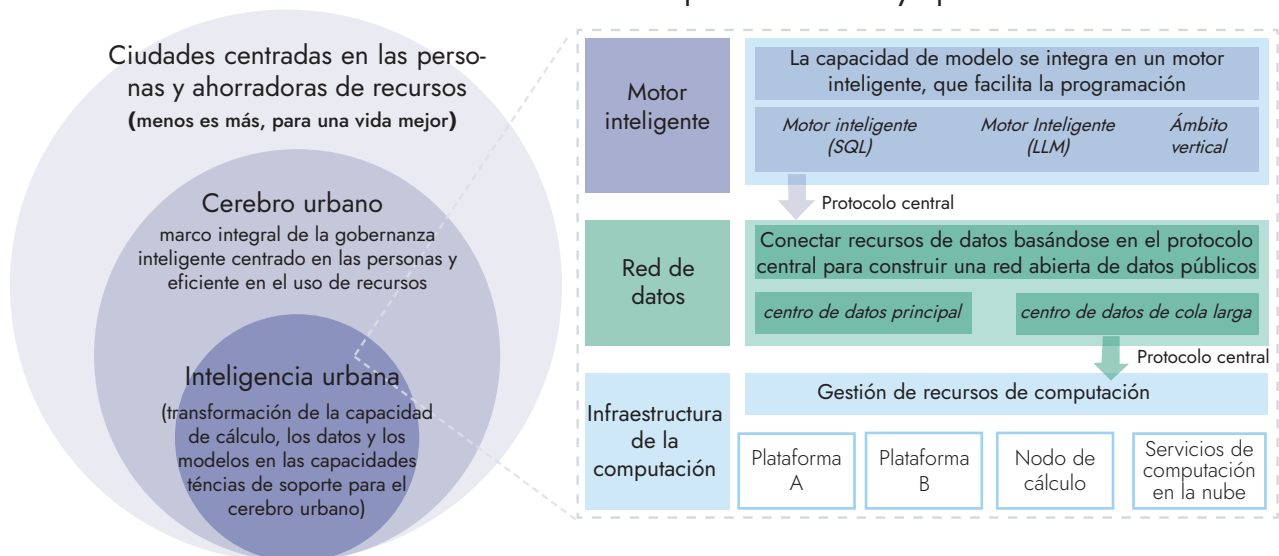 Ciudades centradas en las perso-
nas y ahorradoras de recursos
(menos es más, para una vida mejor)
Cerebro urbano
marco integral de la gobernanza
inteligente centrado en las personas y
eficiente en el uso de recursos
Inteligencia urbana
(transformación de la capacidad
de cálculo, los datos y los
modelos en las capacidades
téncias de soporte para el
cerebro urbano)
Motor
inteligente
La capacidad de modelo se integra en un motor
inteligente, que facilita la programación
Motor inteligente
(SQL)
Motor Inteligente
(LLM)
Ámbito
vertical
Protocolo central
Red de
datos
Conectar recursos de datos basándose en el protocolo
central para construir una red abierta de datos públicos
centro de datos principal
centro de datos de cola larga
Protocolo central
Infraestructura
de la
computación
Gestión de recursos de computación
Plataforma
A
Plataforma
B
Nodo de
cálculo
Servicios de
computación
en la nube